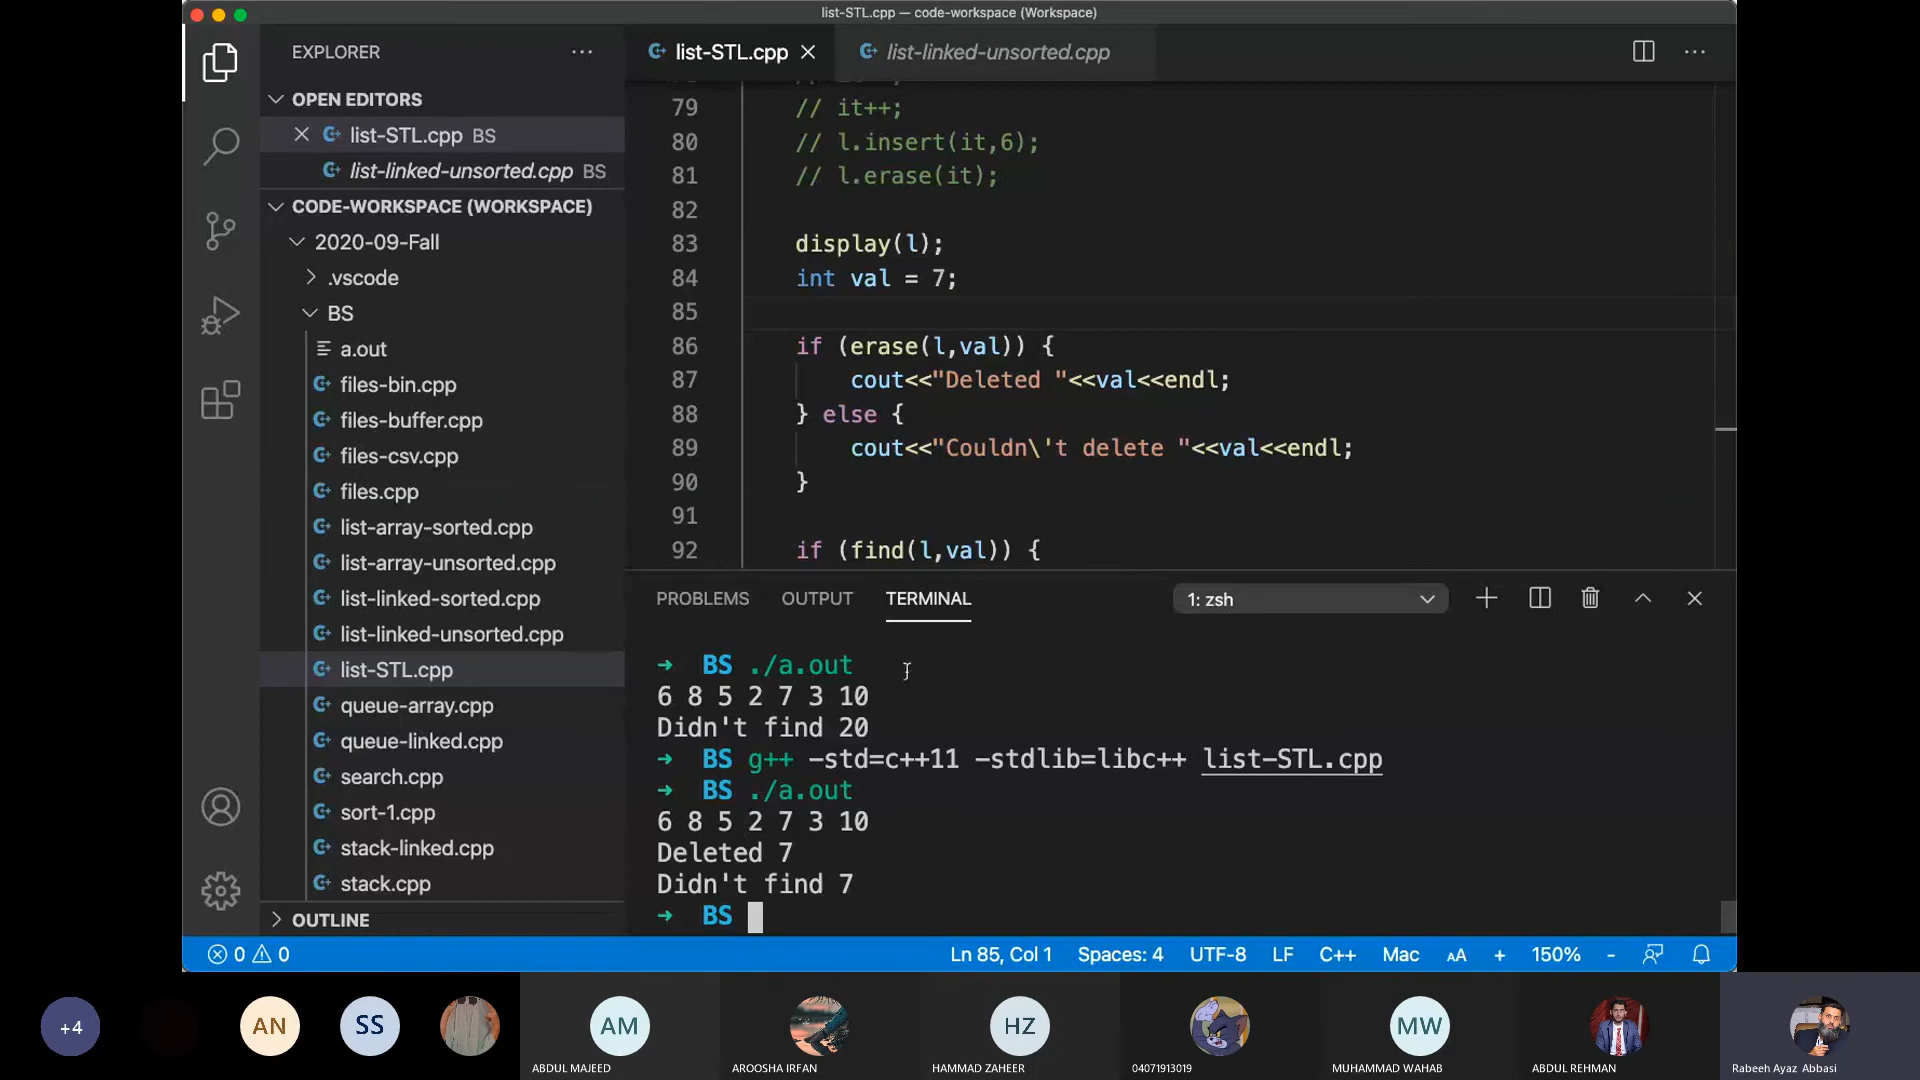 list-STL.cpp — code-workspace (Workspace)
EXPLORER
OPEN EDITORS
list-STL.cpp BS
list-linked-unsorted.cpp BS
CODE-WORKSPACE (WORKSPACE)
2020-09-Fall
.vscode
BS
a.out
files-bin.cpp
files-buffer.cpp
files-csv.cpp
files.cpp
list-array-sorted.cpp
list-array-unsorted.cpp
list-linked-sorted.cpp
list-linked-unsorted.cpp
list-STL.cpp
queue-array.cpp
queue-linked.cpp
search.cpp
sort-1.cpp
stack-linked.cpp
stack.cpp
OUTLINE
list-STL.cpp
list-linked-unsorted.cpp
79 // it++;
80 // l.insert(it,6);
81 // l.erase(it);
82
83 display(l);
84 int val = 7;
85
86 if (erase(l,val)) {
87 cout<<"Deleted "<<val<<endl;
88 } else {
89 cout<<"Couldn\'t delete "<<val<<endl;
90 }
91
92 if (find(l,val)) {
PROBLEMS OUTPUT TERMINAL 1: zsh
→ BS ./a.out
6 8 5 2 7 3 10
Didn't find 20
→ BS g++ -std=c++11 -stdlib=libc++ list-STL.cpp
→ BS ./a.out
6 8 5 2 7 3 10
Deleted 7
Didn't find 7
→ BS
0 0 Ln 85, Col 1 Spaces: 4 UTF-8 LF C++ Mac AA + 150% -
+4 AN SS AM HZ MW
ABDUL MAJEED AROOSHA IRFAN HAMMAD ZAHEER 04071913019 MUHAMMAD WAHAB ABDUL REHMAN Rabeeh Ayaz Abbasi